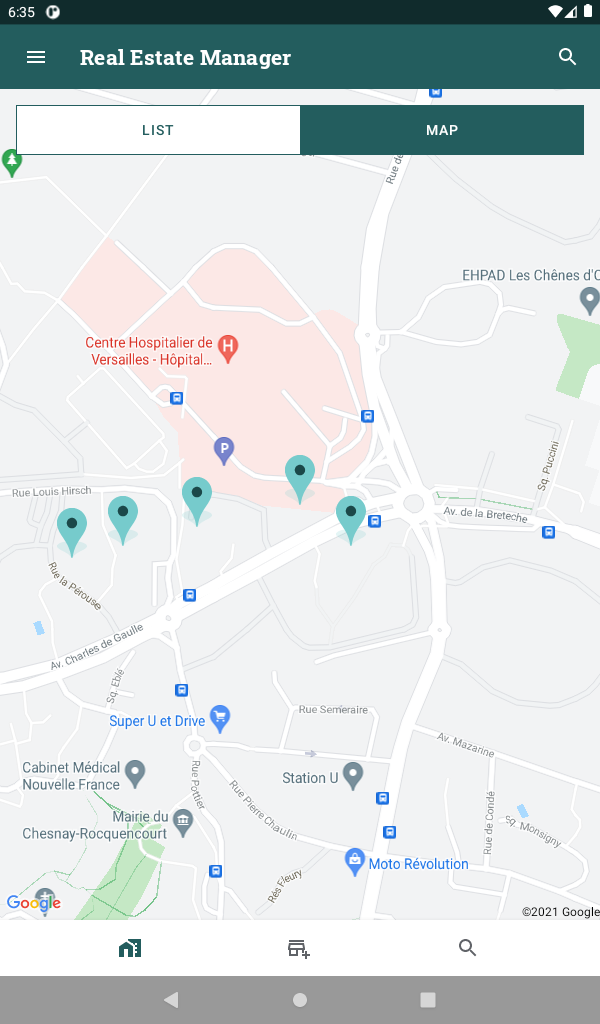 6:35
Real Estate Manager
LIST
MAP
Rue de
EHPAD Les Chênes d'O
Centre Hospitalier de
Versailles - Hôpital...
H
P
Sq. Puccini
Rue Louis Hirsch
Av. de la Breteche
Rue la Pérouse
Av. Charles de Gaulle
Sq. Eblé
Super U et Drive
Rue Semeraire
Av. Mazarine
Cabinet Médical
Nouvelle France
Rue Pottier
Station U
Rue Pierre Chaulin
Rue de Condé
Sq. Monsigny
Mairie du
Chesnay-Rocquencourt
Moto Révolution
Rés Fleury
Google
©2021 Google